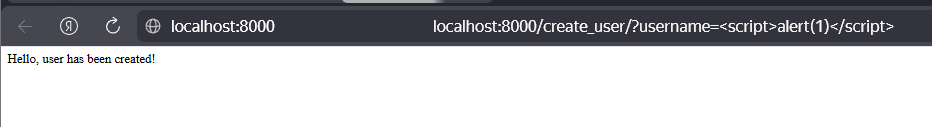 Я localhost:8000 localhost:8000/create_user/?username=<script>alert(1)</script>
Hello, user has been created!